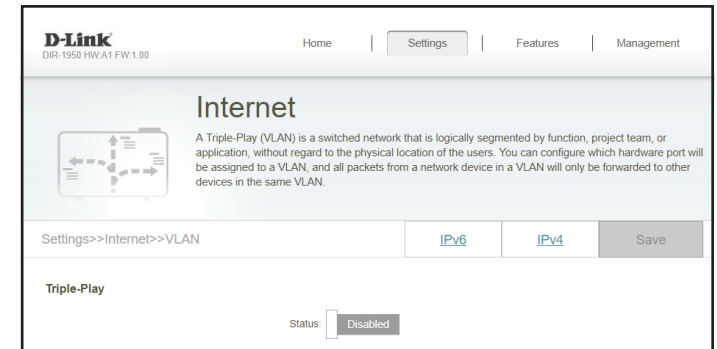 D-Link
DIR-1950 HW:A1 FW:1.00
Home Settings Features Management
Internet
A Triple-Play (VLAN) is a switched network that is logically segmented by function, project team, or
application, without regard to the physical location of the users. You can configure which hardware port will
be assigned to a VLAN, and all packets from a network device in a VLAN will only be forwarded to other
devices in the same VLAN.
Settings>>Internet>>VLAN IPv6 IPv4 Save
Triple-Play
Status: Disabled